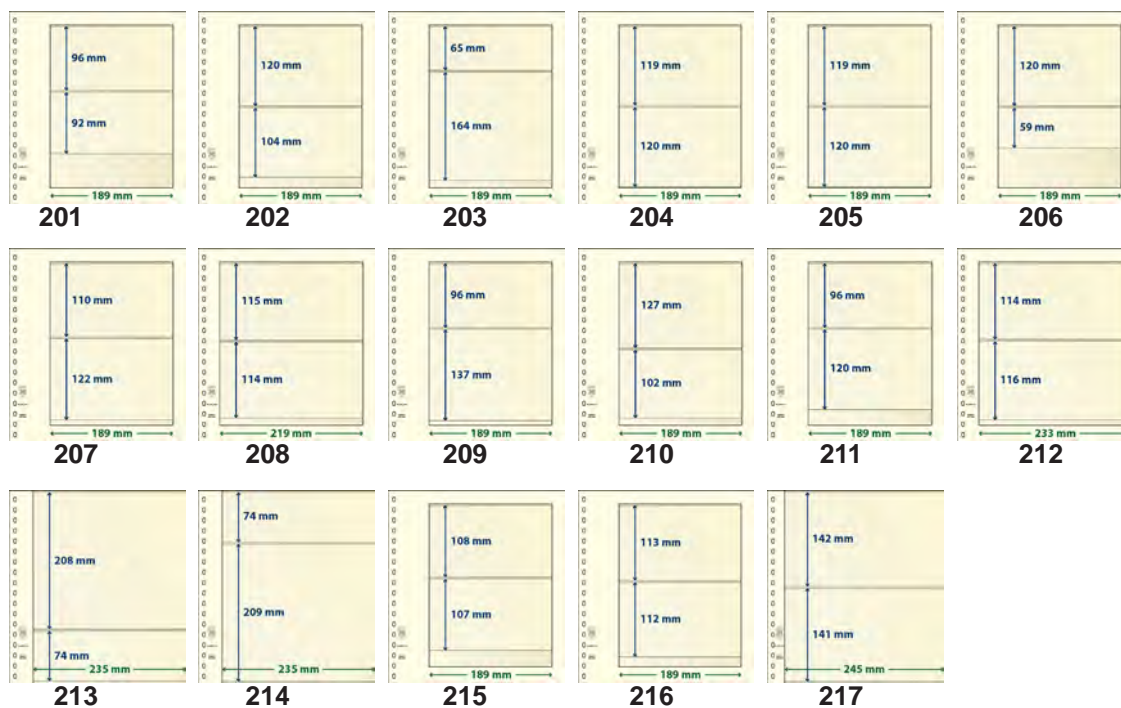 96 mm
92 mm
189 mm
201
120 mm
104 mm
189 mm
202
65 mm
164 mm
189 mm
203
119 mm
120 mm
189 mm
204
119 mm
120 mm
189 mm
205
120 mm
59 mm
189 mm
206
110 mm
122 mm
189 mm
207
115 mm
114 mm
219 mm
208
96 mm
137 mm
189 mm
209
127 mm
102 mm
189 mm
210
96 mm
120 mm
189 mm
211
114 mm
116 mm
233 mm
212
208 mm
74 mm
235 mm
213
74 mm
209 mm
235 mm
214
108 mm
107 mm
189 mm
215
113 mm
112 mm
189 mm
216
142 mm
141 mm
245 mm
217